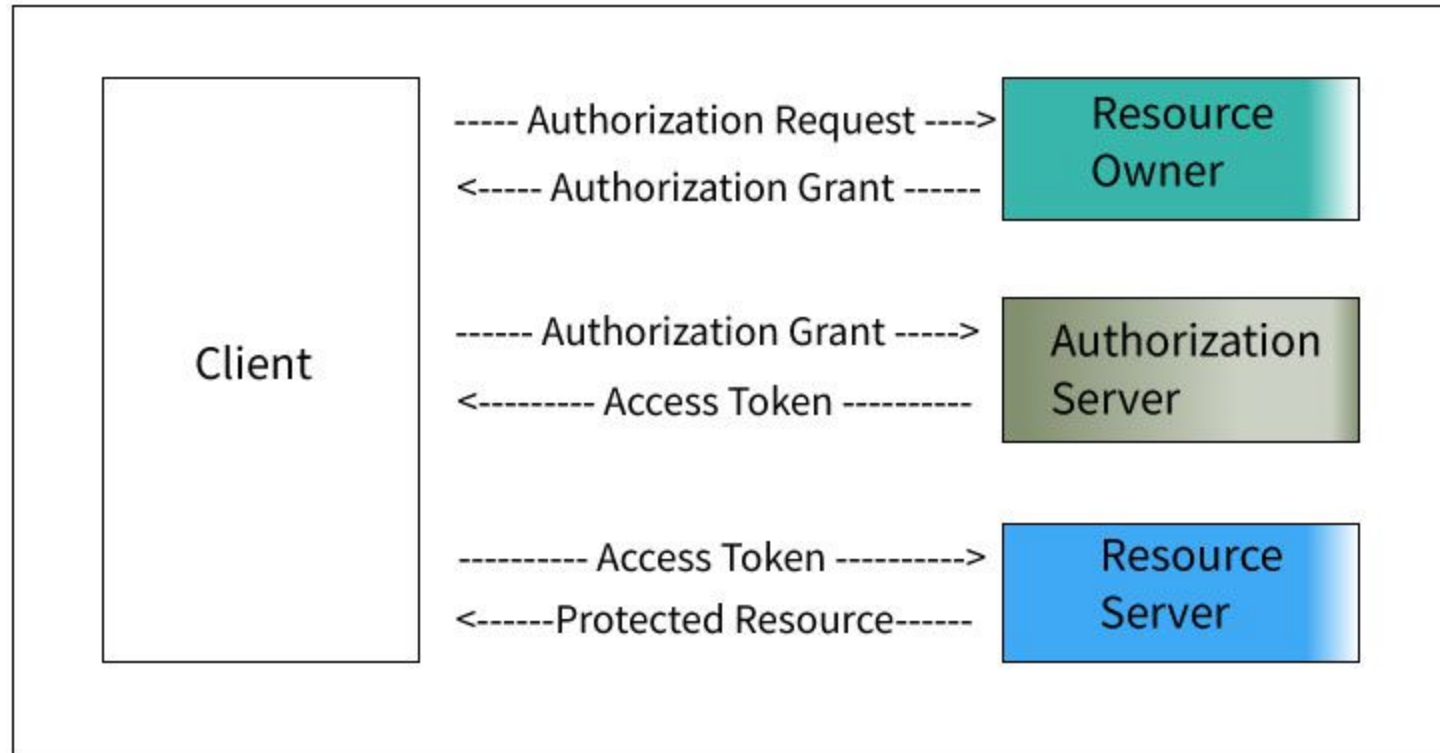 Client
----- Authorization Request ---->
<----- Authorization Grant ------
Resource
Owner
------ Authorization Grant ----->
<--------- Access Token ----------
Authorization
Server
---------- Access Token ---------->
<------Protected Resource------
Resource
Server